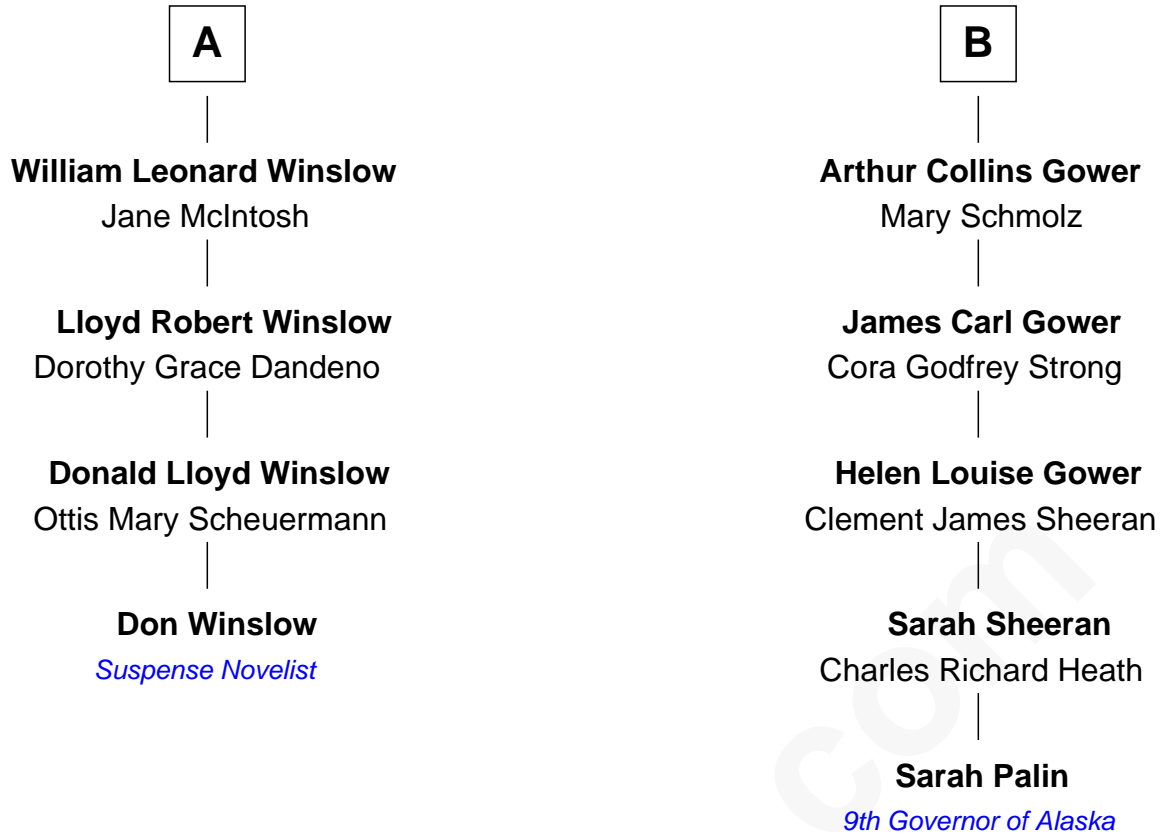 A
William Leonard Winslow
Jane McIntosh
Lloyd Robert Winslow
Dorothy Grace Dandeno
Donald Lloyd Winslow
Ottis Mary Scheuermann
Don Winslow
Suspense Novelist
B
Arthur Collins Gower
Mary Schmolz
James Carl Gower
Cora Godfrey Strong
Helen Louise Gower
Clement James Sheeran
Sarah Sheeran
Charles Richard Heath
Sarah Palin
9th Governor of Alaska
com